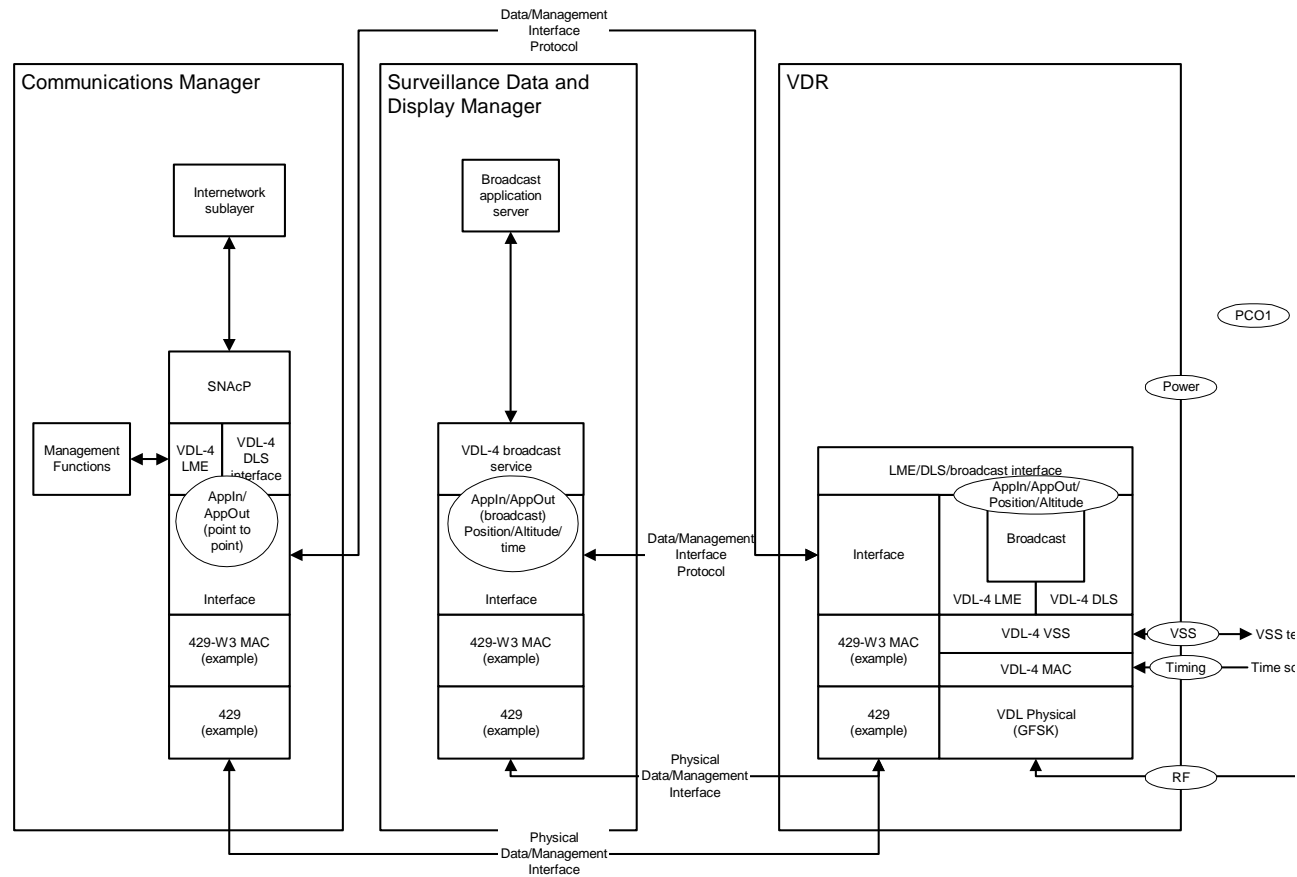 Data/Management
Interface
Protocol
Communications Manager
Surveillance Data and
Display Manager
VDR
Internetwork
sublayer
Broadcast
application
server
PCO1
Power
SNAcP
Management
Functions
VDL-4
LME
VDL-4
DLS
interface
VDL-4 broadcast
service
LME/DLS/broadcast interface
AppIn/
AppOut
(point to
point)
AppIn/AppOut
(broadcast)
Position/Altitude/
time
AppIn/AppOut/
Position/Altitude
Data/Management
Interface
Protocol
Interface
Broadcast
Interface
Interface
VDL-4 LME
VDL-4 DLS
429-W3 MAC
(example)
429-W3 MAC
(example)
429-W3 MAC
(example)
VDL-4 VSS
VSS
VSS te
VDL-4 MAC
Timing
Time so
429
(example)
429
(example)
429
(example)
VDL Physical
(GFSK)
Physical
Data/Management
Interface
RF
Physical
Data/Management
Interface